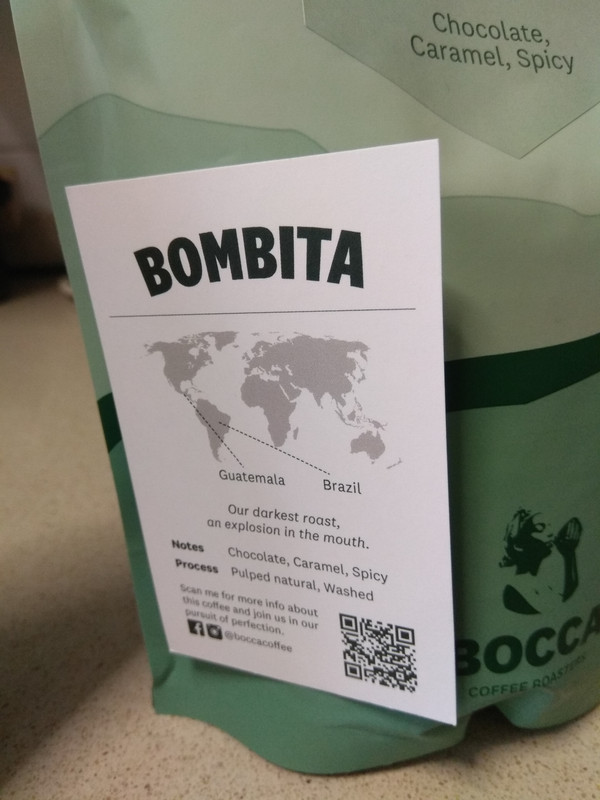 Chocolate,
Caramel, Spicy
BOMBITA
Guatemala
Brazil
Our darkest roast,
an explosion in the mouth.
Notes Chocolate, Caramel, Spicy
Process Pulped natural, Washed
Scan me for more info about
this coffee and join us in our
pursuit of perfection.
@boccacoffee
BOCCA
COFFEE ROASTERS